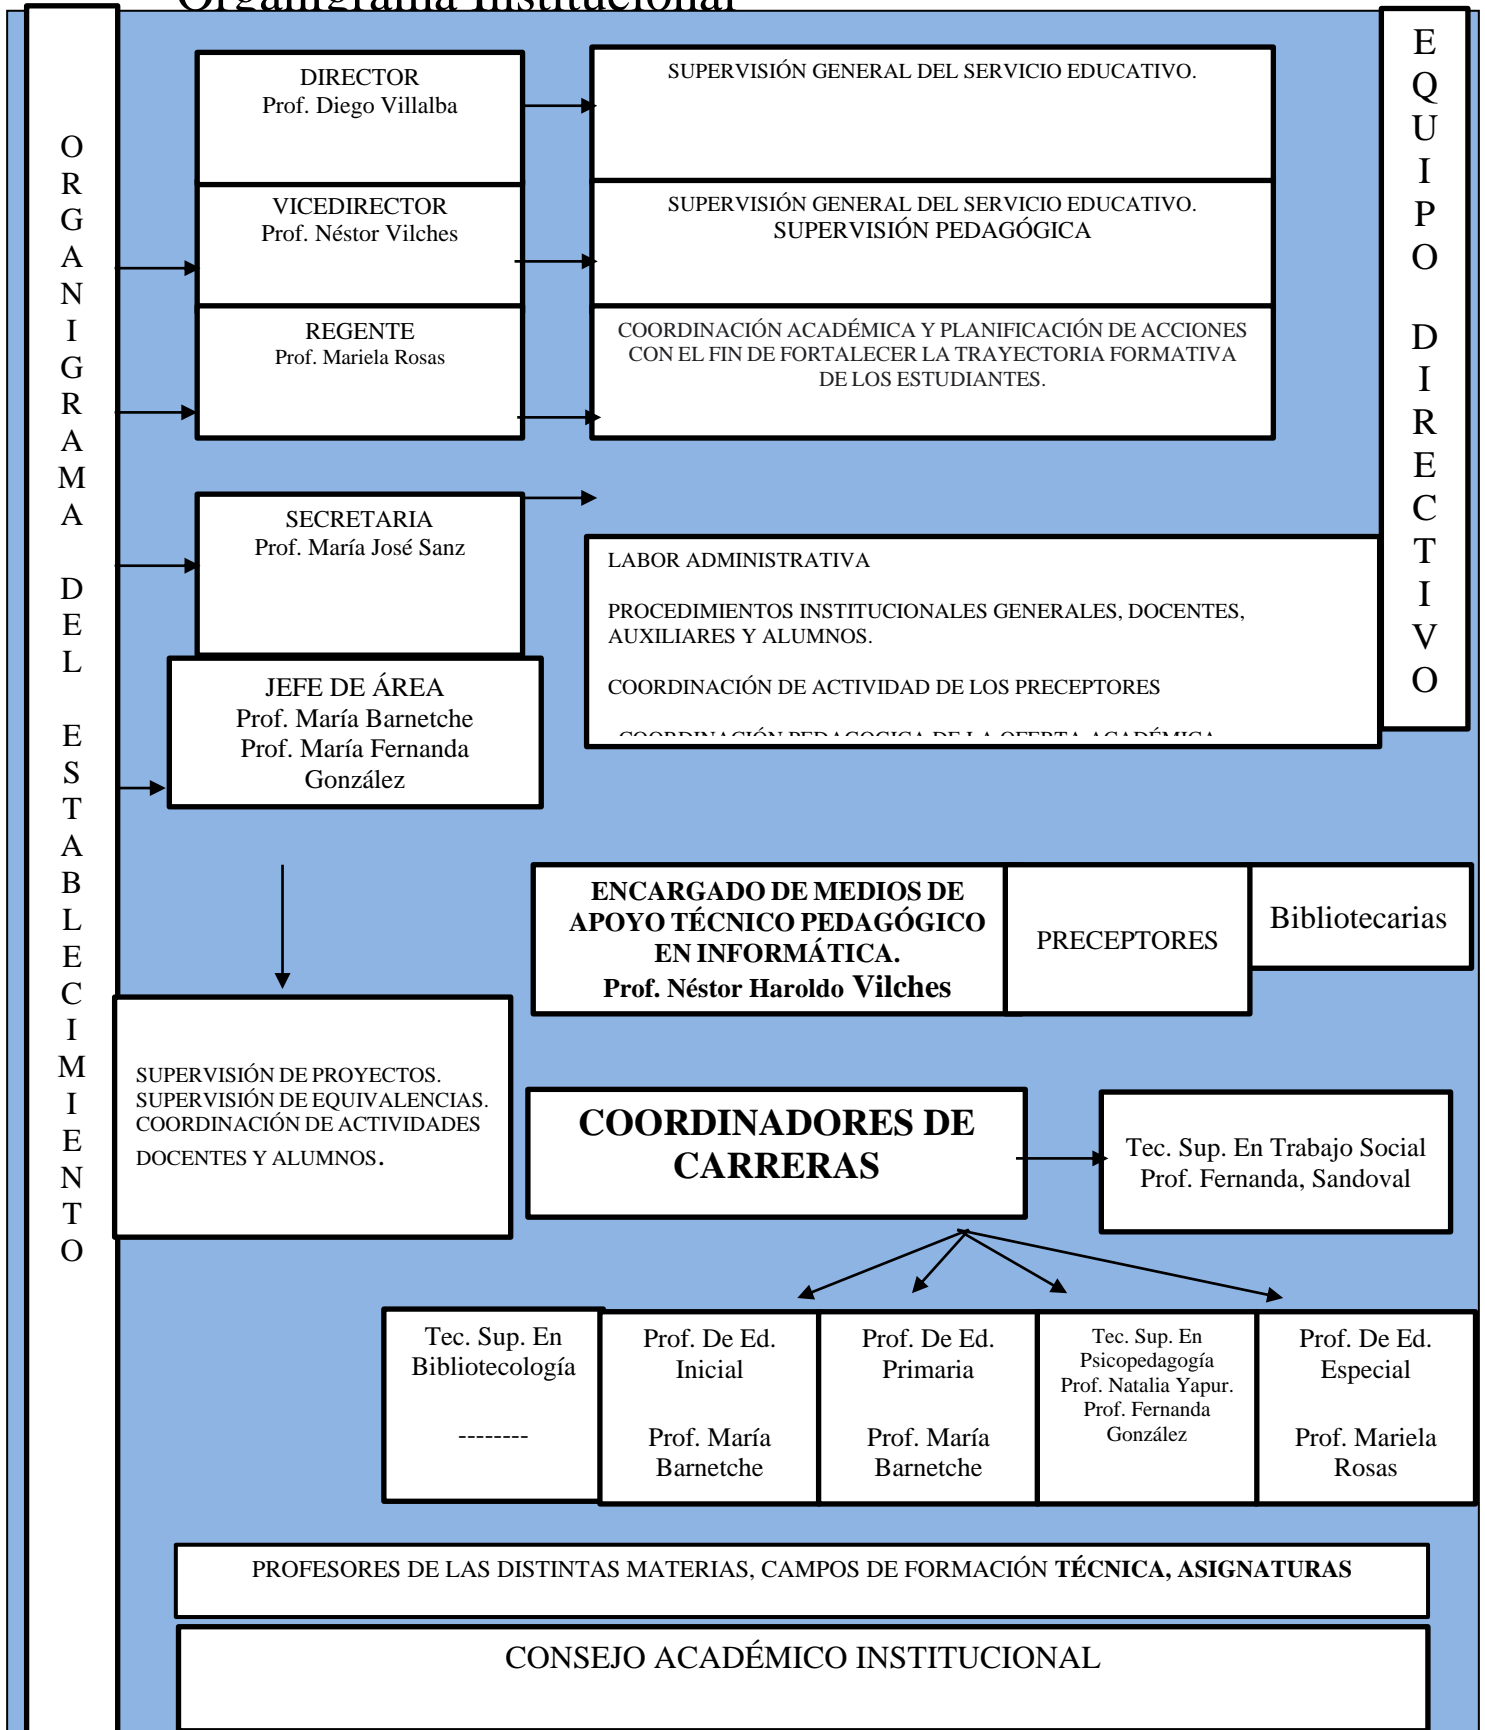 Organigrama Institucional
ORGANIGRAMA DEL ESTABLECIMIENTO
EQUIPO DIRECTIVO
DIRECTOR
Prof. Diego Villalba
SUPERVISIÓN GENERAL DEL SERVICIO EDUCATIVO.
VICEDIRECTOR
Prof. Néstor Vilches
SUPERVISIÓN GENERAL DEL SERVICIO EDUCATIVO.
SUPERVISIÓN PEDAGÓGICA
REGENTE
Prof. Mariela Rosas
COORDINACIÓN ACADÉMICA Y PLANIFICACIÓN DE ACCIONES
CON EL FIN DE FORTALECER LA TRAYECTORIA FORMATIVA
DE LOS ESTUDIANTES.
SECRETARIA
Prof. María José Sanz
LABOR ADMINISTRATIVA
PROCEDIMIENTOS INSTITUCIONALES GENERALES, DOCENTES,
AUXILIARES Y ALUMNOS.
COORDINACIÓN DE ACTIVIDAD DE LOS PRECEPTORES
COORDINACIÓN PEDAGOGICA DE LA OFERTA ACADÉMICA
JEFE DE ÁREA
Prof. María Barnetche
Prof. María Fernanda
González
ENCARGADO DE MEDIOS DE
APOYO TÉCNICO PEDAGÓGICO
EN INFORMÁTICA.
Prof. Néstor Haroldo Vilches
PRECEPTORES
Bibliotecarias
SUPERVISIÓN DE PROYECTOS.
SUPERVISIÓN DE EQUIVALENCIAS.
COORDINACIÓN DE ACTIVIDADES
DOCENTES Y ALUMNOS.
COORDINADORES DE
CARRERAS
Tec. Sup. En Trabajo Social
Prof. Fernanda, Sandoval
Tec. Sup. En
Bibliotecología
--------
Prof. De Ed.
Inicial
Prof. María
Barnetche
Prof. De Ed.
Primaria
Prof. María
Barnetche
Tec. Sup. En
Psicopedagogía
Prof. Natalia Yapur.
Prof. Fernanda
González
Prof. De Ed.
Especial
Prof. Mariela
Rosas
PROFESORES DE LAS DISTINTAS MATERIAS, CAMPOS DE FORMACIÓN TÉCNICA, ASIGNATURAS
CONSEJO ACADÉMICO INSTITUCIONAL